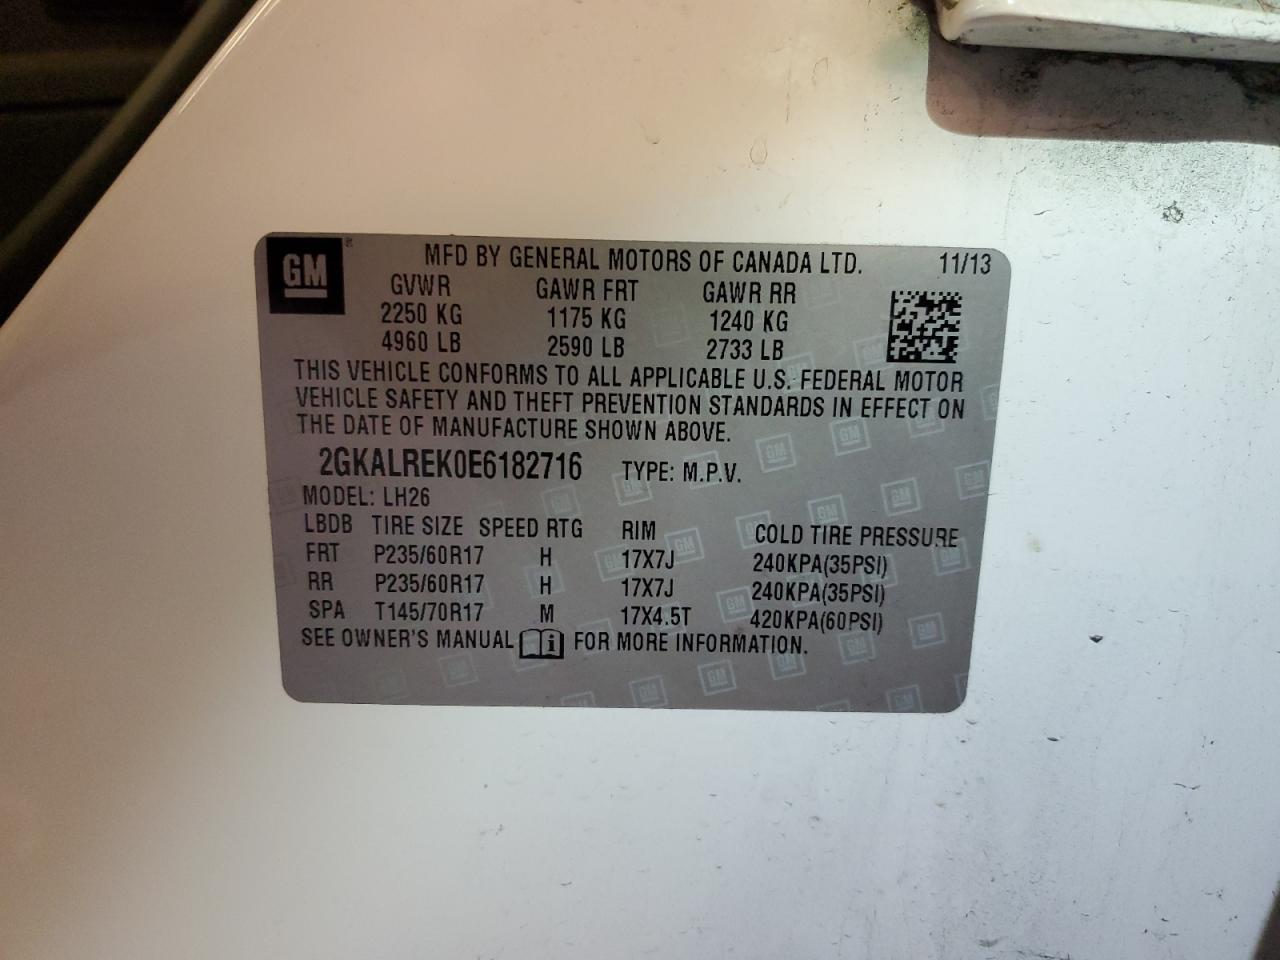 GM
MFD BY GENERAL MOTORS OF CANADA LTD. 11/13
GVWR GAWR FRT GAWR RR
2250 KG 1175 KG 1240 KG
4960 LB 2590 LB 2733 LB
THIS VEHICLE CONFORMS TO ALL APPLICABLE U.S. FEDERAL MOTOR
VEHICLE SAFETY AND THEFT PREVENTION STANDARDS IN EFFECT ON
THE DATE OF MANUFACTURE SHOWN ABOVE.
2GKALREK0E6182716 TYPE: M.P.V.
MODEL: LH26
LBDB TIRE SIZE SPEED RTG RIM COLD TIRE PRESSURE
FRT P235/60R17 H 17X7J 240KPA(35PSI)
RR P235/60R17 H 17X7J 240KPA(35PSI)
SPA T145/70R17 M 17X4.5T 420KPA(60PSI)
SEE OWNER'S MANUAL i FOR MORE INFORMATION.